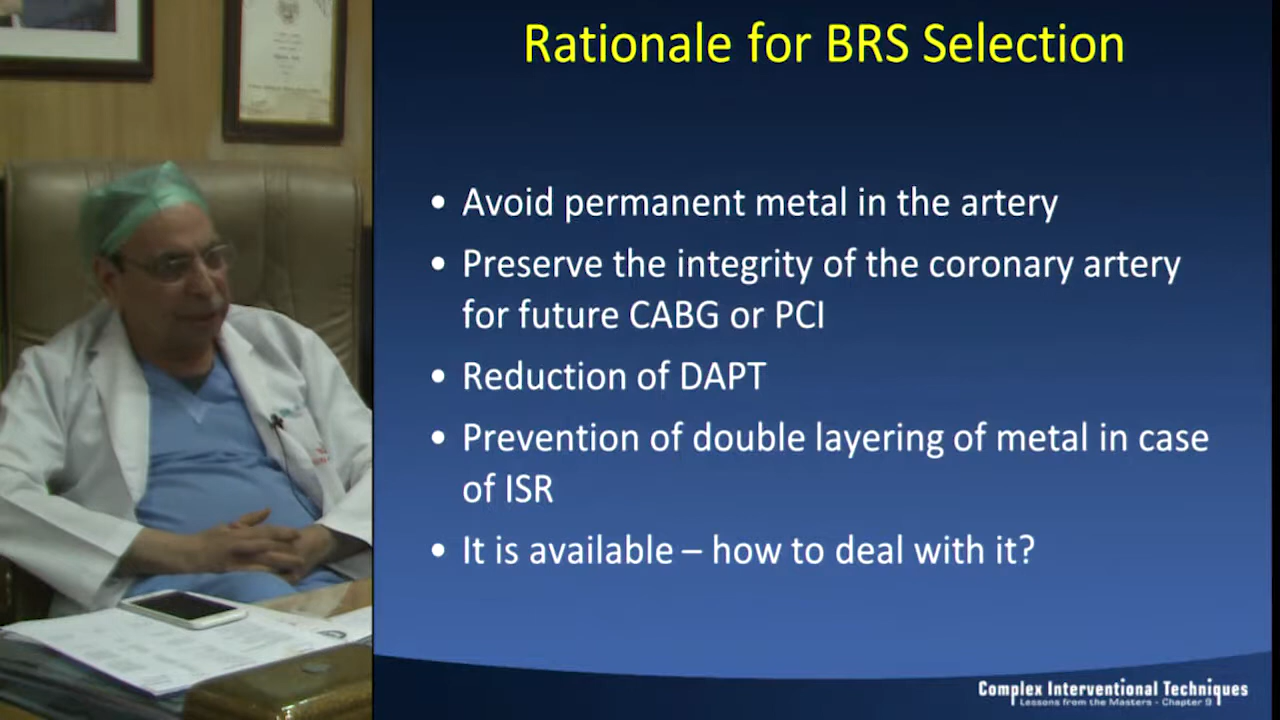 Rationale for BRS Selection
• Avoid permanent metal in the artery
• Preserve the integrity of the coronary artery
for future CABG or PCI
• Reduction of DAPT
• Prevention of double layering of metal in case
of ISR
• It is available – how to deal with it?
Complex Interventional Techniques
Lessons from the Masters - Chapter 9